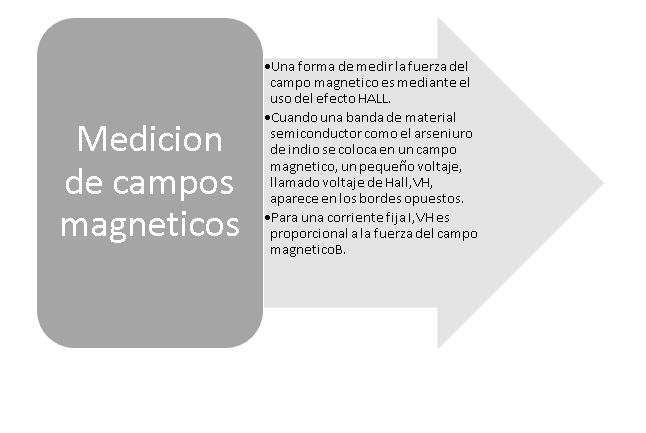 Medicion
de campos
magneticos
•Una forma de medir la fuerza del
campo magnetico es mediante el
uso del efecto HALL.
•Cuando una banda de material
semiconductor como el arseniuro
de indio se coloca en un campo
magnetico, un pequeño voltaje,
llamado voltaje de Hall,VH,
aparece en los bordes opuestos.
•Para una corriente fija I,VH es
proporcional a la fuerza del campo
magneticoB.